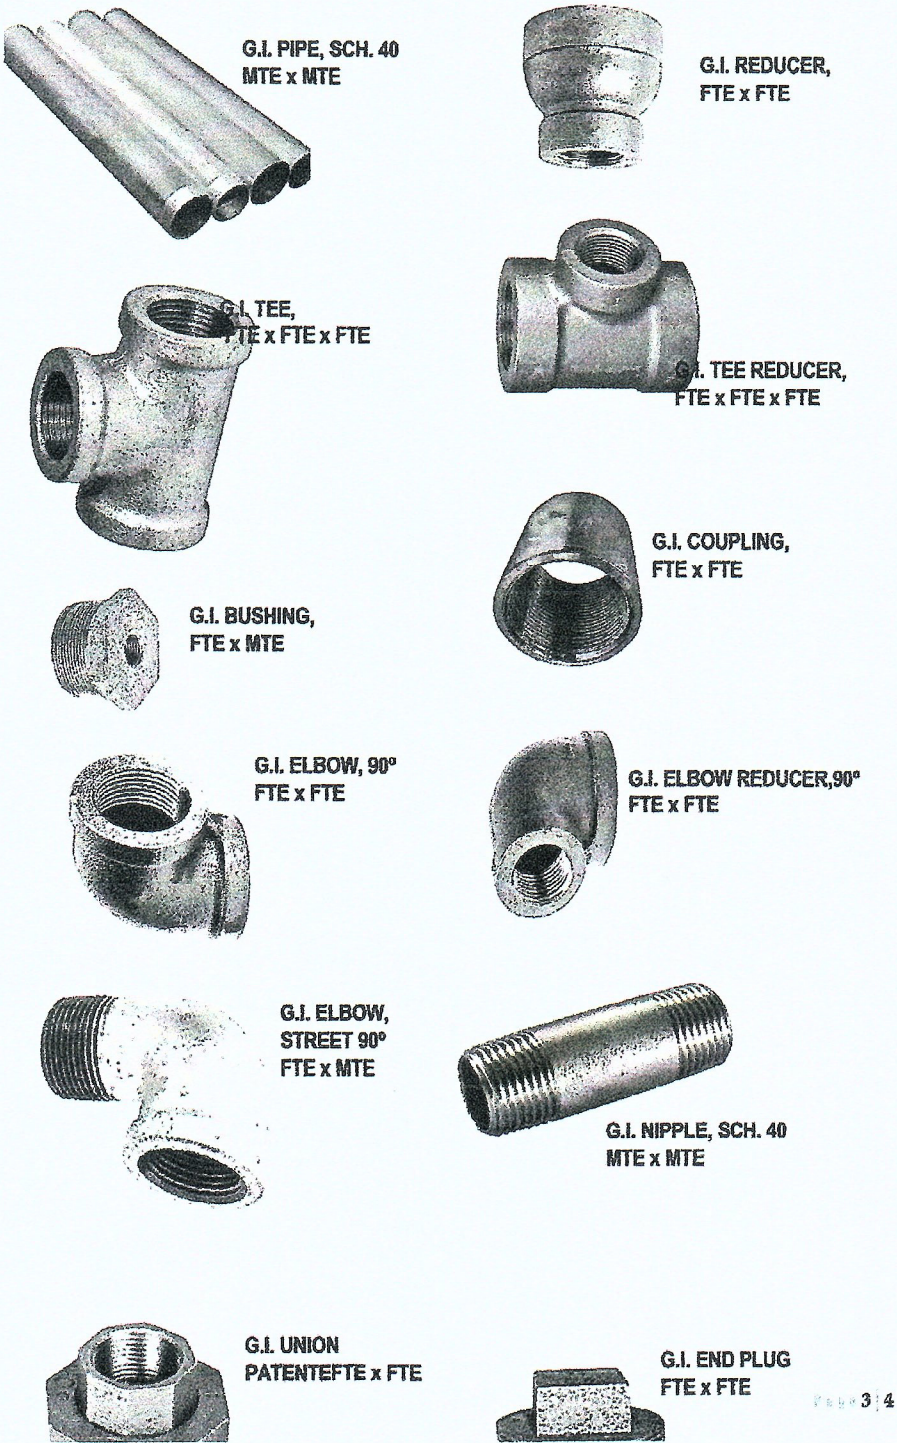 G.I. PIPE, SCH. 40
MTE x MTE
G.I. REDUCER,
FTE x FTE
G.I. TEE,
FTE x FTE x FTE
G.I. TEE REDUCER,
FTE x FTE x FTE
G.I. COUPLING,
FTE x FTE
G.I. BUSHING,
FTE x MTE
G.I. ELBOW, 90º
FTE x FTE
G.I. ELBOW REDUCER,90º
FTE x FTE
G.I. ELBOW,
STREET 90º
FTE x MTE
G.I. NIPPLE, SCH. 40
MTE x MTE
G.I. UNION
PATENTEFTE x FTE
G.I. END PLUG
FTE x FTE
Page 3 | 4